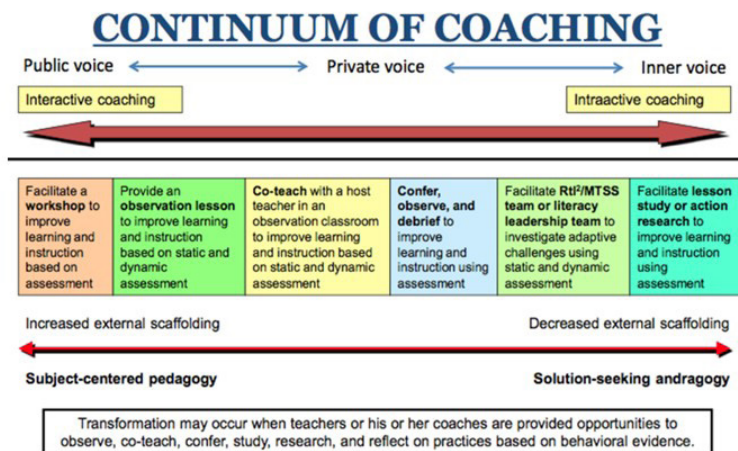 CONTINUUM OF COACHING
Public voice Private voice Inner voice
Interactive coaching Intraactive coaching
Facilitate a
workshop to
improve
learning and
instruction
based on
assessment
Provide an
observation lesson
to improve learning
and instruction
based on static and
dynamic
assessment
Co-teach with a host
teacher in an
observation classroom
to improve learning
and instruction based
on static and dynamic
assessment
Confer,
observe, and
debrief to
improve
learning and
instruction using
assessment
Facilitate RtI²/MTSS
team or literacy
leadership team to
investigate adaptive
challenges using
static and dynamic
assessment
Facilitate lesson
study or action
research to
improve learning
and instruction
using
assessment
Increased external scaffolding Decreased external scaffolding
Subject-centered pedagogy Solution-seeking andragogy
Transformation may occur when teachers or his or her coaches are provided opportunities to
observe, co-teach, confer, study, research, and reflect on practices based on behavioral evidence.